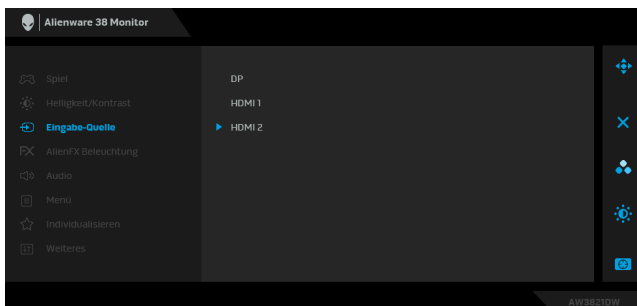 Alienware 38 Monitor
Spiel
Helligkeit/Kontrast
Eingabe-Quelle
FX AlienFX Beleuchtung
Audio
Menü
Individualisieren
Weiteres
DP
HDMI 1
HDMI 2
AW3821DW